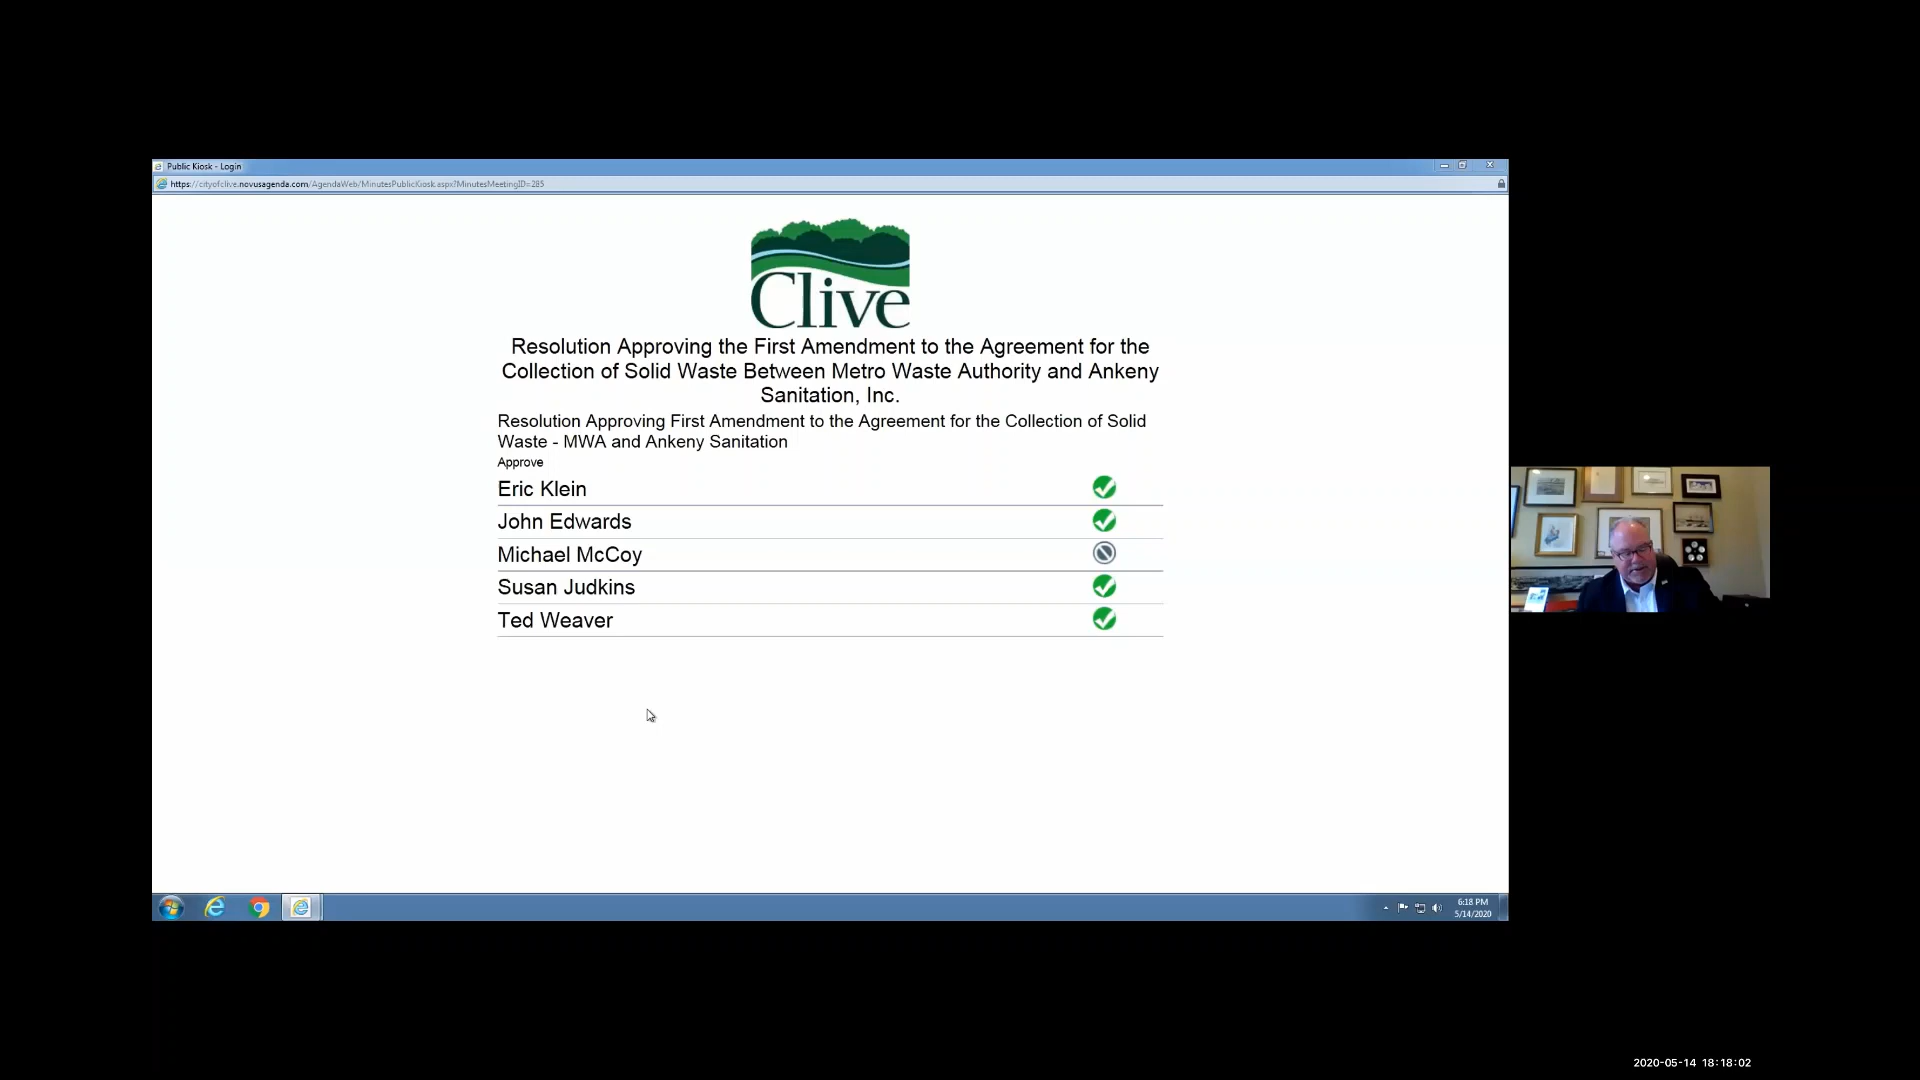 Public Kiosk - Login
https://cityofclive.novusagenda.com/AgendaWeb/MinutesPublicKiosk.aspx?MinutesMeetingID=285
Clive
Resolution Approving the First Amendment to the Agreement for the
Collection of Solid Waste Between Metro Waste Authority and Ankeny
Sanitation, Inc.
Resolution Approving First Amendment to the Agreement for the Collection of Solid
Waste - MWA and Ankeny Sanitation
Approve
Eric Klein
John Edwards
Michael McCoy
Susan Judkins
Ted Weaver
6:18 PM
5/14/2020
2020-05-14 18:18:02